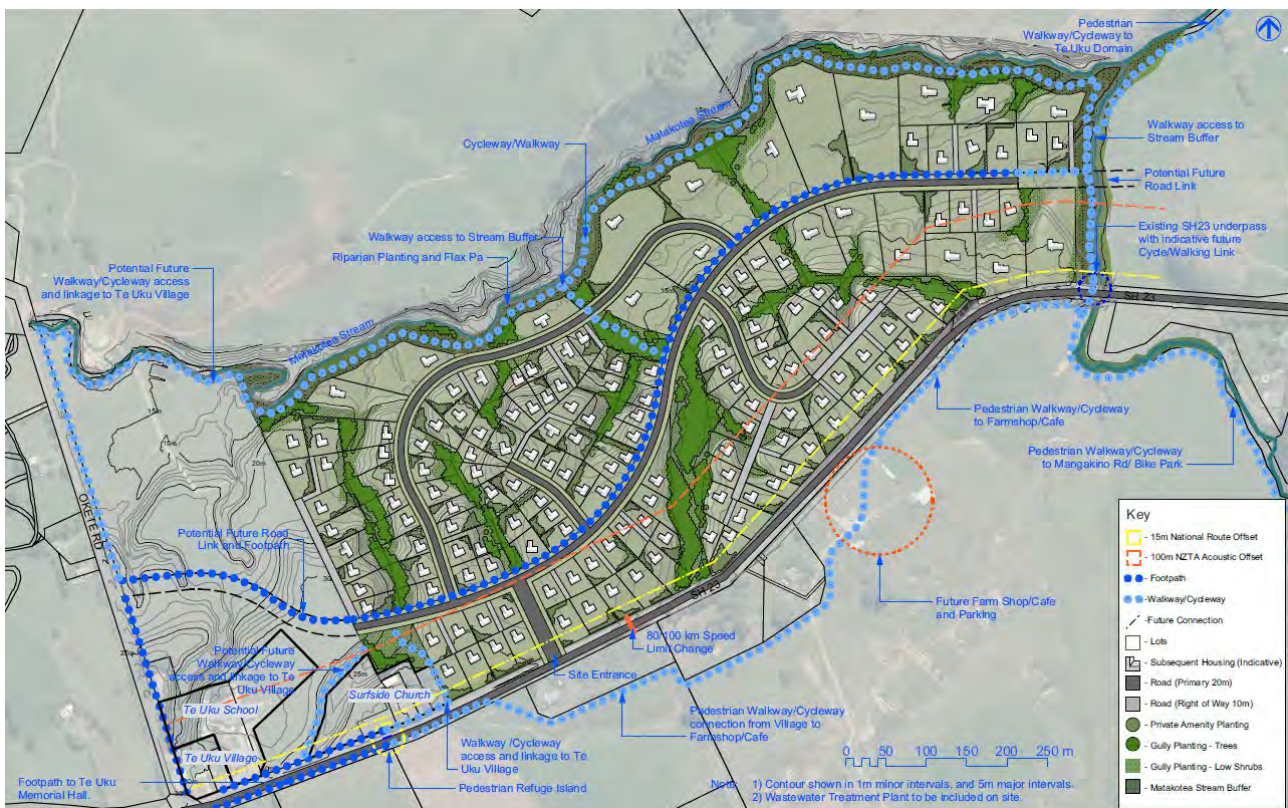 Pedestrian
Walkway/Cycleway to
Te Uku Domain
Matakotea Stream
Cycleway/Walkway
Walkway access to
Stream Buffer
Potential Future
Road Link
Walkway access to Stream Buffer
Riparian Planting and Flax Pa
Existing SH23 underpass
with indicative future
Cycle/Walking Link
Potential Future
Walkway/Cycleway access
and linkage to Te Uku Village
Matakotea Stream
SH 23
15m
15m
20m
OKETE RD
Pedestrian Walkway/Cycleway
to Farmshop/Cafe
Pedestrian Walkway/Cycleway
to Mangakino Rd/ Bike Park
Potential Future Road
Link and Footpath
SH 23
Future Farm Shop/Cafe
and Parking
80/100 km Speed
Limit Change
Potential Future
Walkway/Cycleway
access and linkage to Te
Uku Village
25m
Surfside Church
Site Entrance
Te Uku School
Te Uku Village
Pedestrian Walkway/Cycleway
connection from Village to
Farmshop/Cafe
Walkway /Cycleway
access and linkage to Te
Uku Village
Footpath to Te Uku
Memorial Hall.
Pedestrian Refuge Island
0 50 100 150 200 250 m
Note: 1) Contour shown in 1m minor intervals, and 5m major intervals.
2) Wastewater Treatment Plant to be included on site.
Key
- 15m National Route Offset
- 100m NZTA Acoustic Offset
- Footpath
-Walkway/Cycleway
-Future Connection
- Lots
- Subsequent Housing (Indicative)
- Road (Primary 20m)
- Road (Right of Way 10m)
- Private Amenity Planting
- Gully Planting - Trees
- Gully Planting - Low Shrubs
- Matakotea Stream Buffer